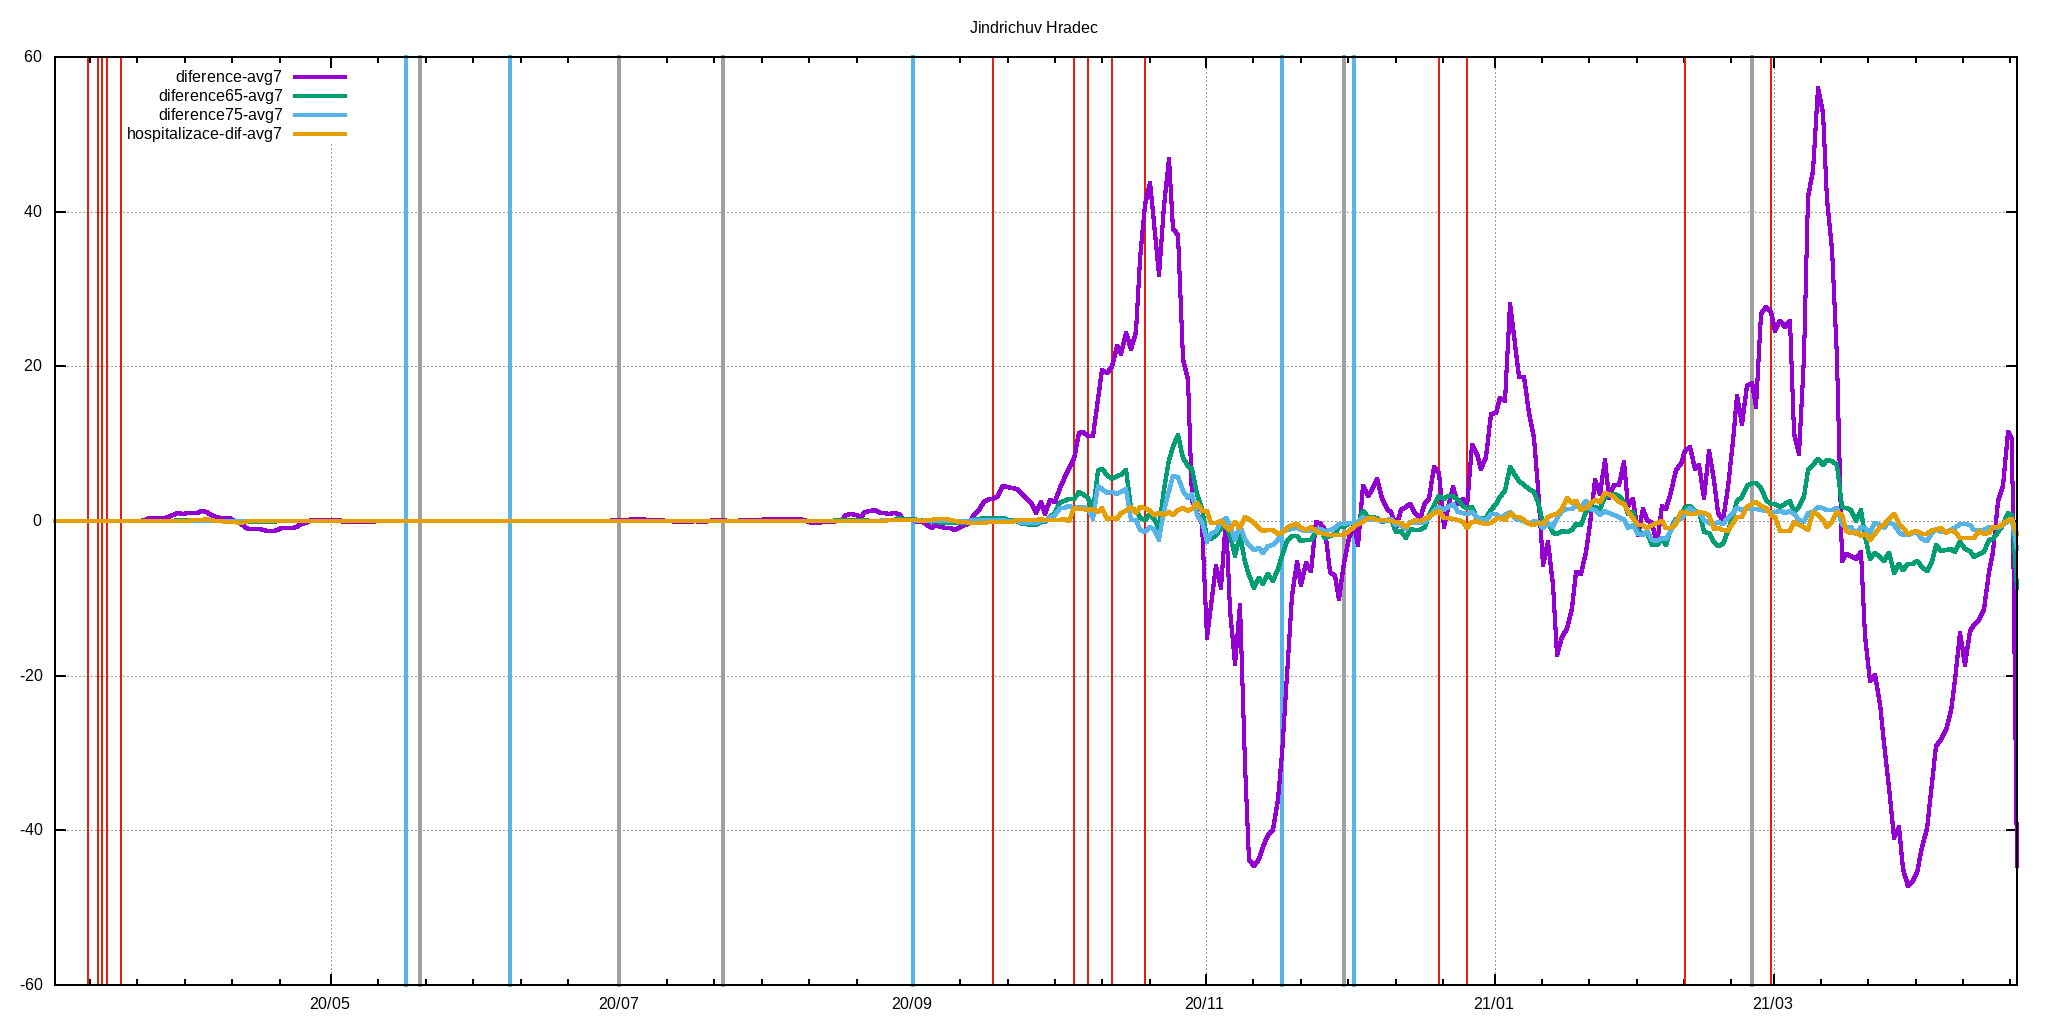 Jindrichuv Hradec
60
40
20
0
-20
-40
-60
diference-avg7
diference65-avg7
diference75-avg7
hospitalizace-dif-avg7
20/05
20/07
20/09
20/11
21/01
21/03